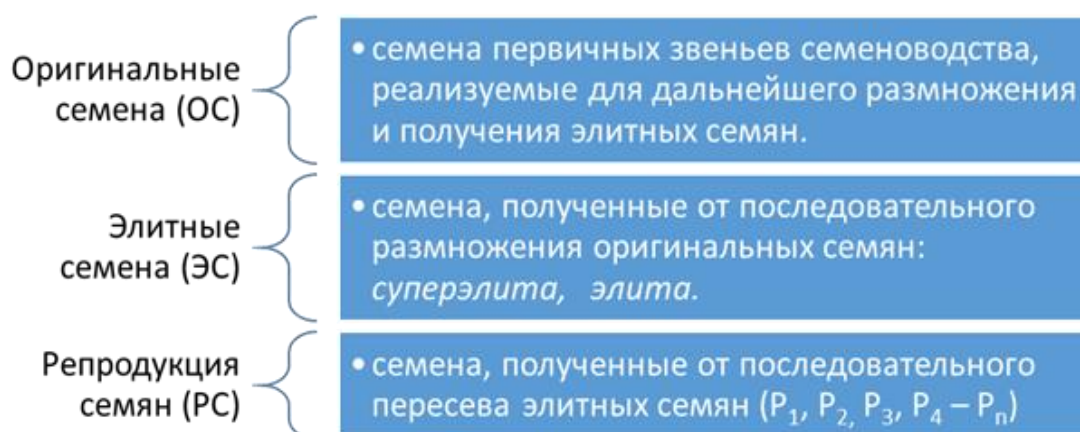 Оригинальные
семена (ОС)
• семена первичных звеньев семеноводства,
реализуемые для дальнейшего размножения
и получения элитных семян.
Элитные
семена (ЭС)
• семена, полученные от последовательного
размножения оригинальных семян:
суперэлита, элита.
Репродукция
семян (РС)
• семена, полученные от последовательного
пересева элитных семян (Р₁, Р₂, Р₃, Р₄ – Рₙ)